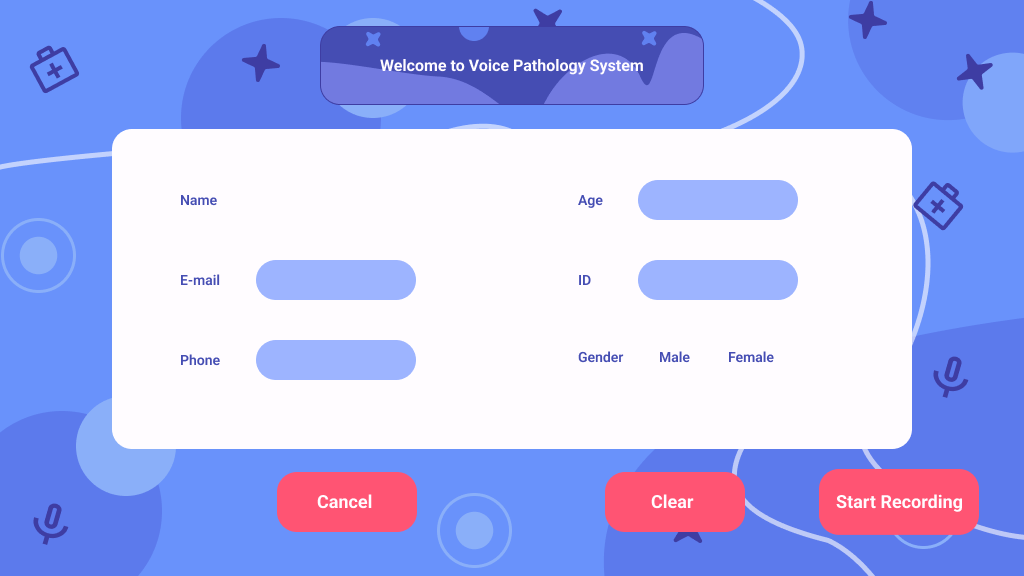 Welcome to Voice Pathology System
Name
Age
E-mail
ID
Phone
Gender Male Female
Cancel Clear Start Recording